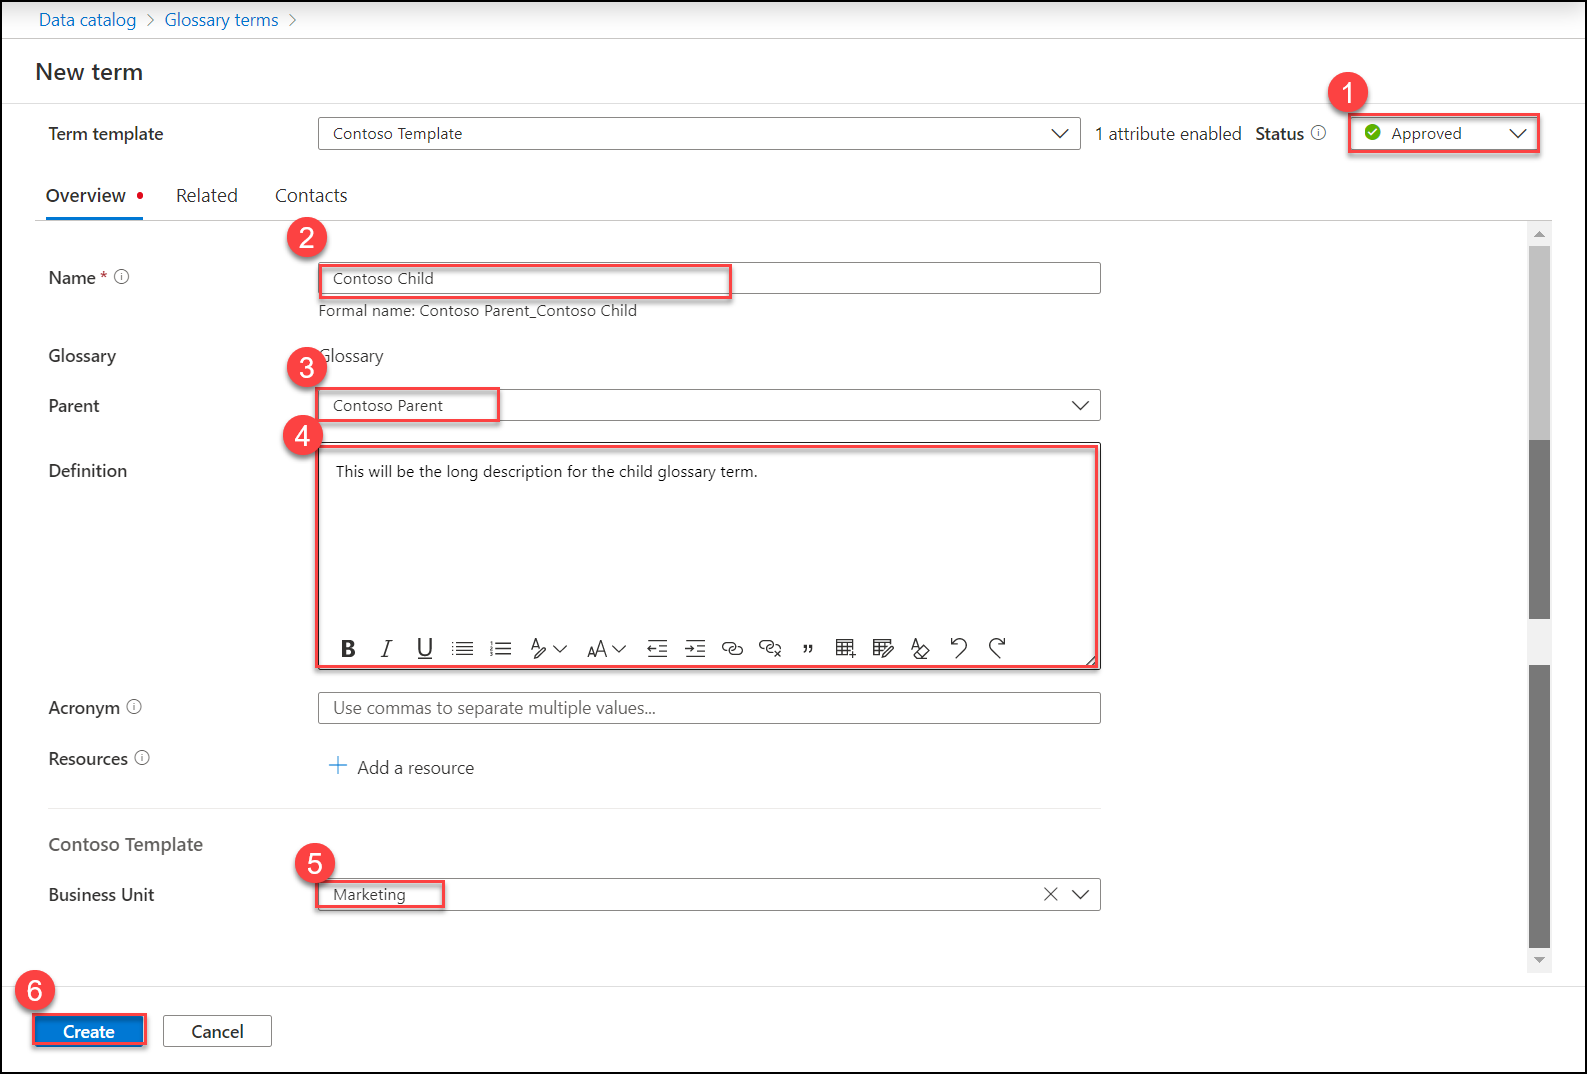 Data catalog > Glossary terms >
New term
1
Term template Contoso Template 1 attribute enabled Status Approved
Overview Related Contacts
2
Name * Contoso Child
Formal name: Contoso Parent_Contoso Child
Glossary Glossary
3
Parent Contoso Parent
4
Definition This will be the long description for the child glossary term.
B I U AA "
Acronym Use commas to separate multiple values...
Resources + Add a resource
Contoso Template
5
Business Unit Marketing
6
Create Cancel